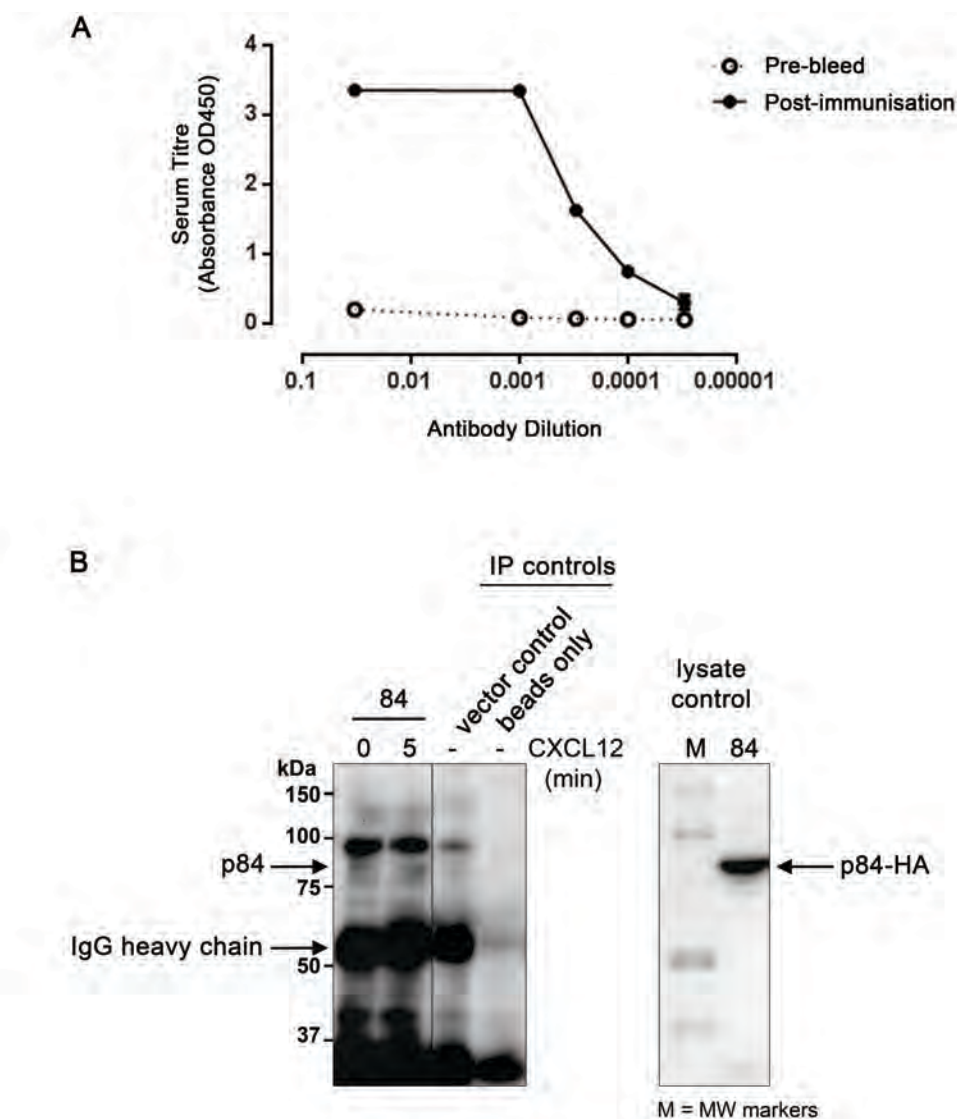 A
Serum Titre
(Absorbance OD450)
4
3
2
1
0
0.1 0.01 0.001 0.0001 0.00001
Antibody Dilution
Pre-bleed
Post-immunisation
B
IP controls
vector control
beads only
84
0 5 - - CXCL12
(min)
kDa
150
100
p84
75
IgG heavy chain
50
37
lysate
control
M 84
p84-HA
M = MW markers